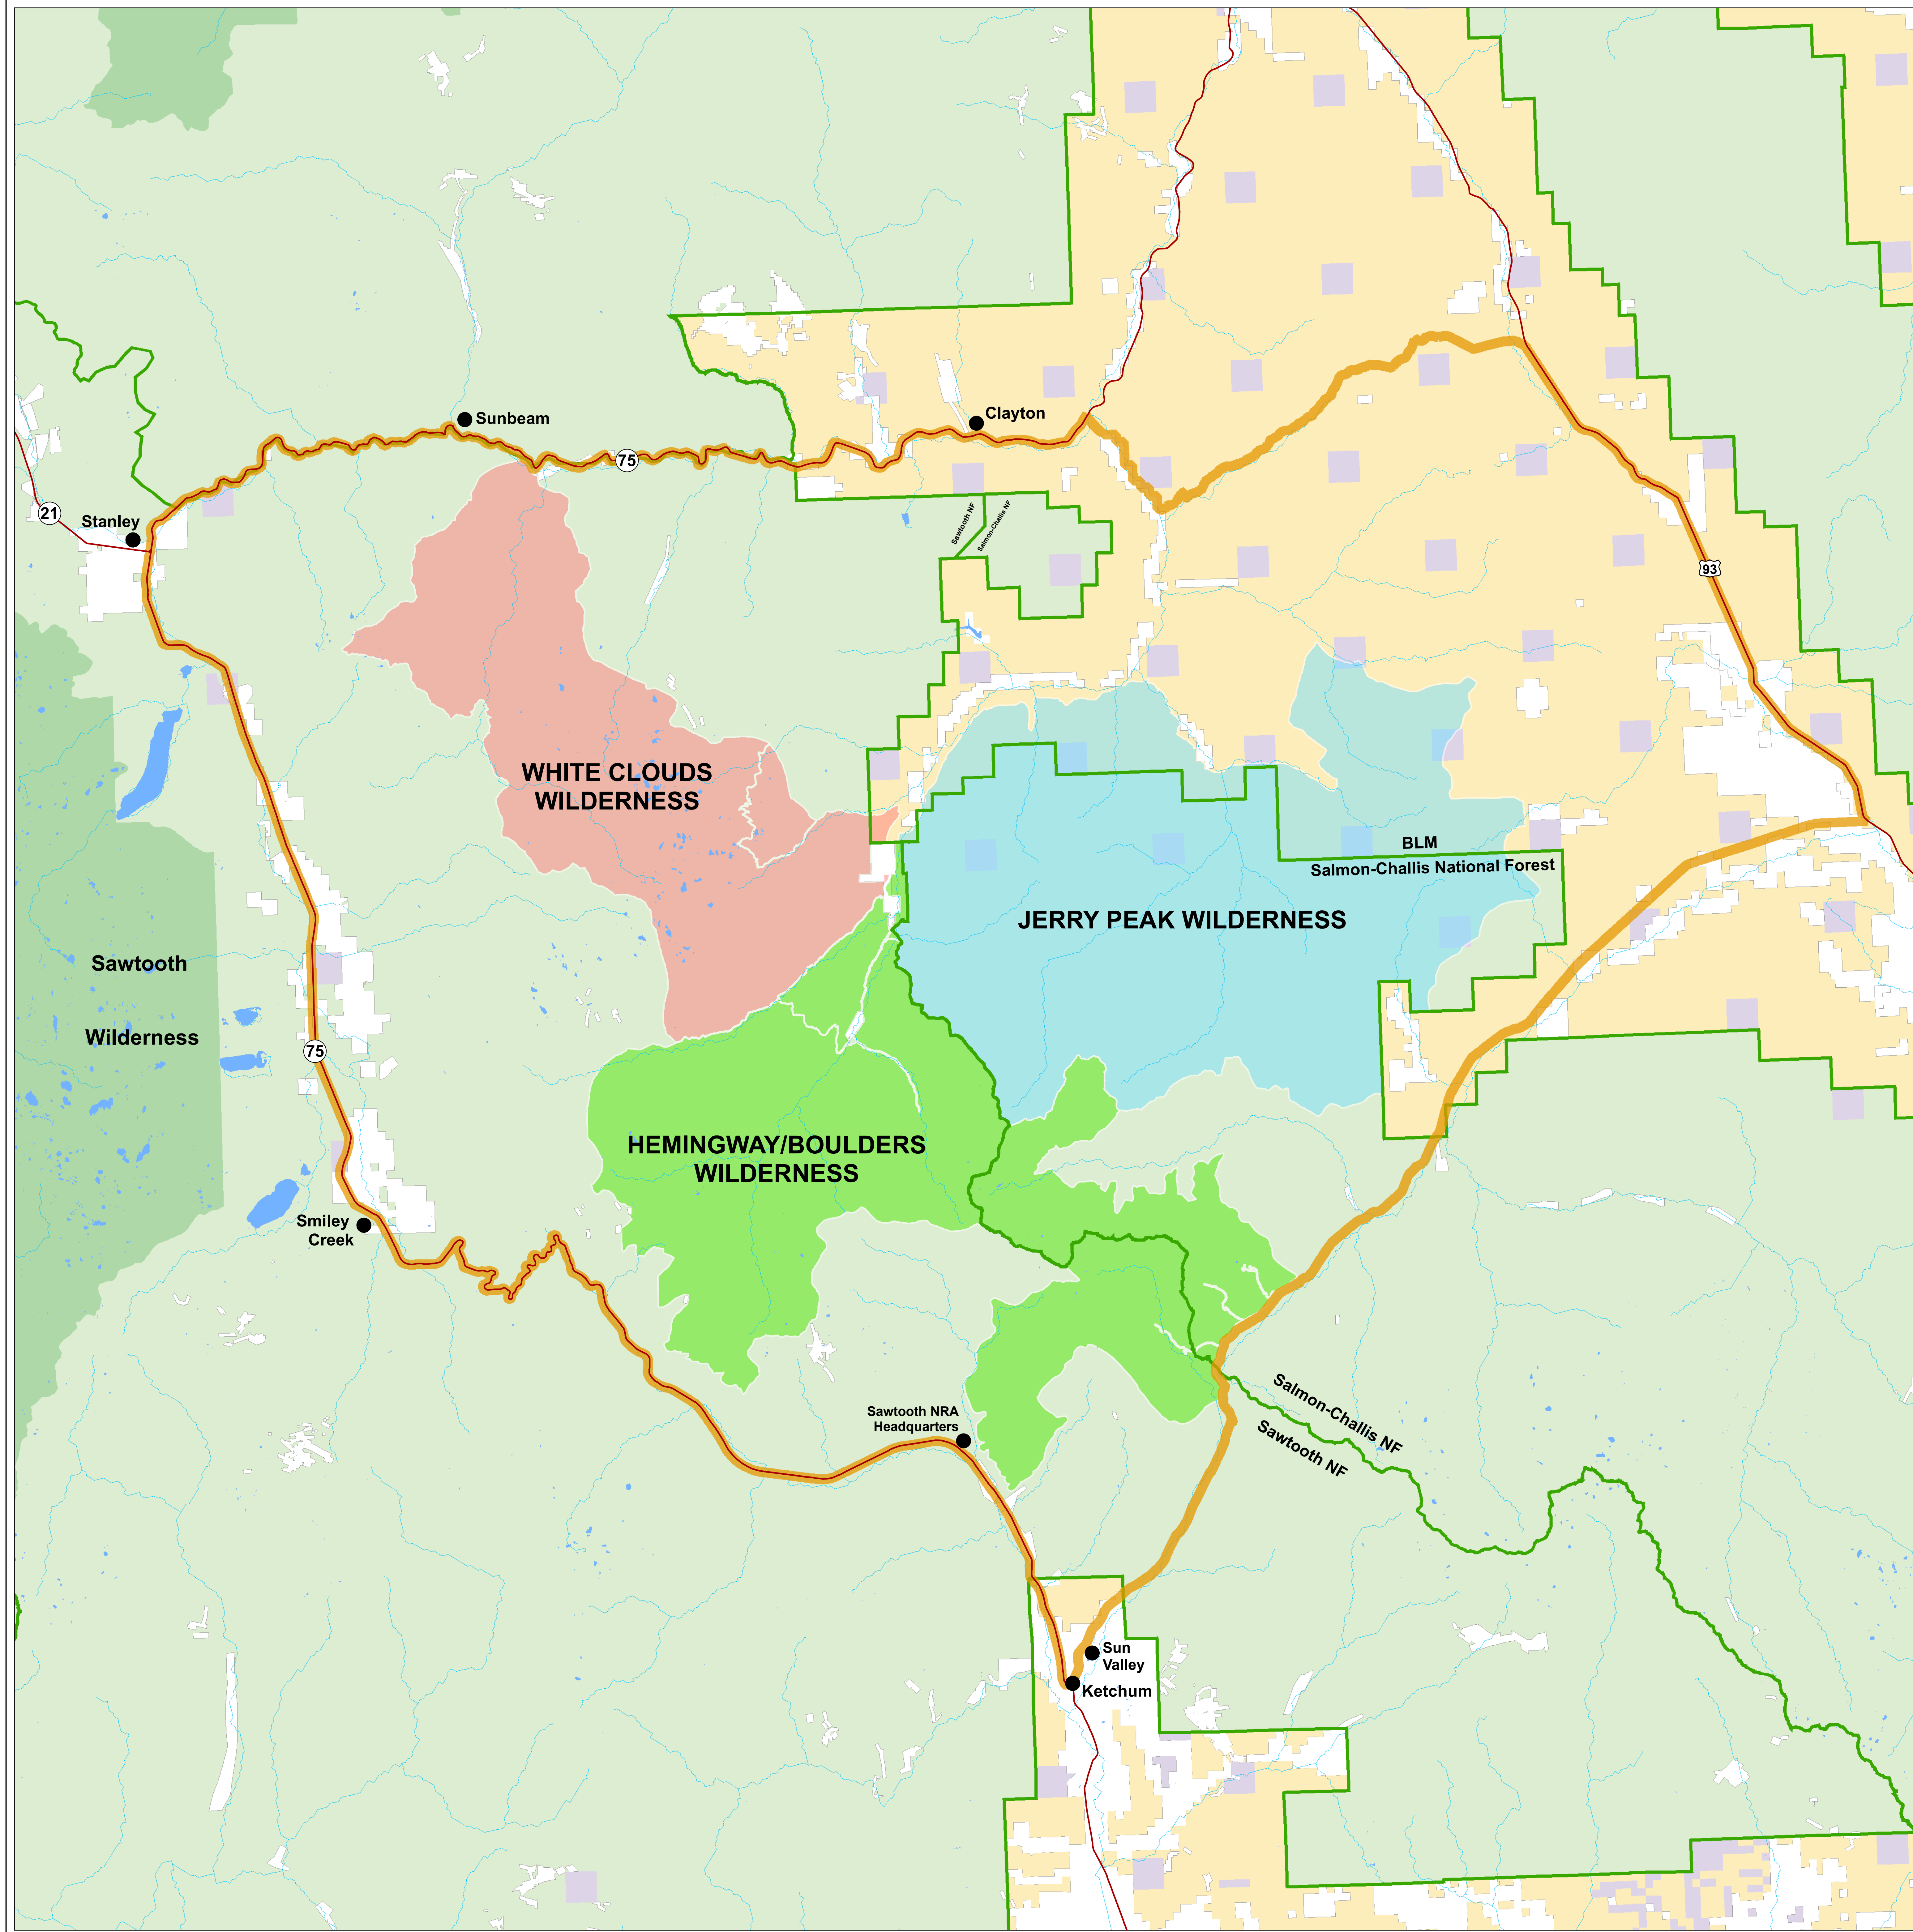 Sunbeam
Clayton
75
21
Stanley
Sawtooth NF
Salmon-Challis NF
93
WHITE CLOUDS
WILDERNESS
BLM
Salmon-Challis National Forest
JERRY PEAK WILDERNESS
Sawtooth
Wilderness
75
HEMINGWAY/BOULDERS
WILDERNESS
Smiley
Creek
Sawtooth NRA
Headquarters
Salmon-Challis NF
Sawtooth NF
Sun
Valley
Ketchum